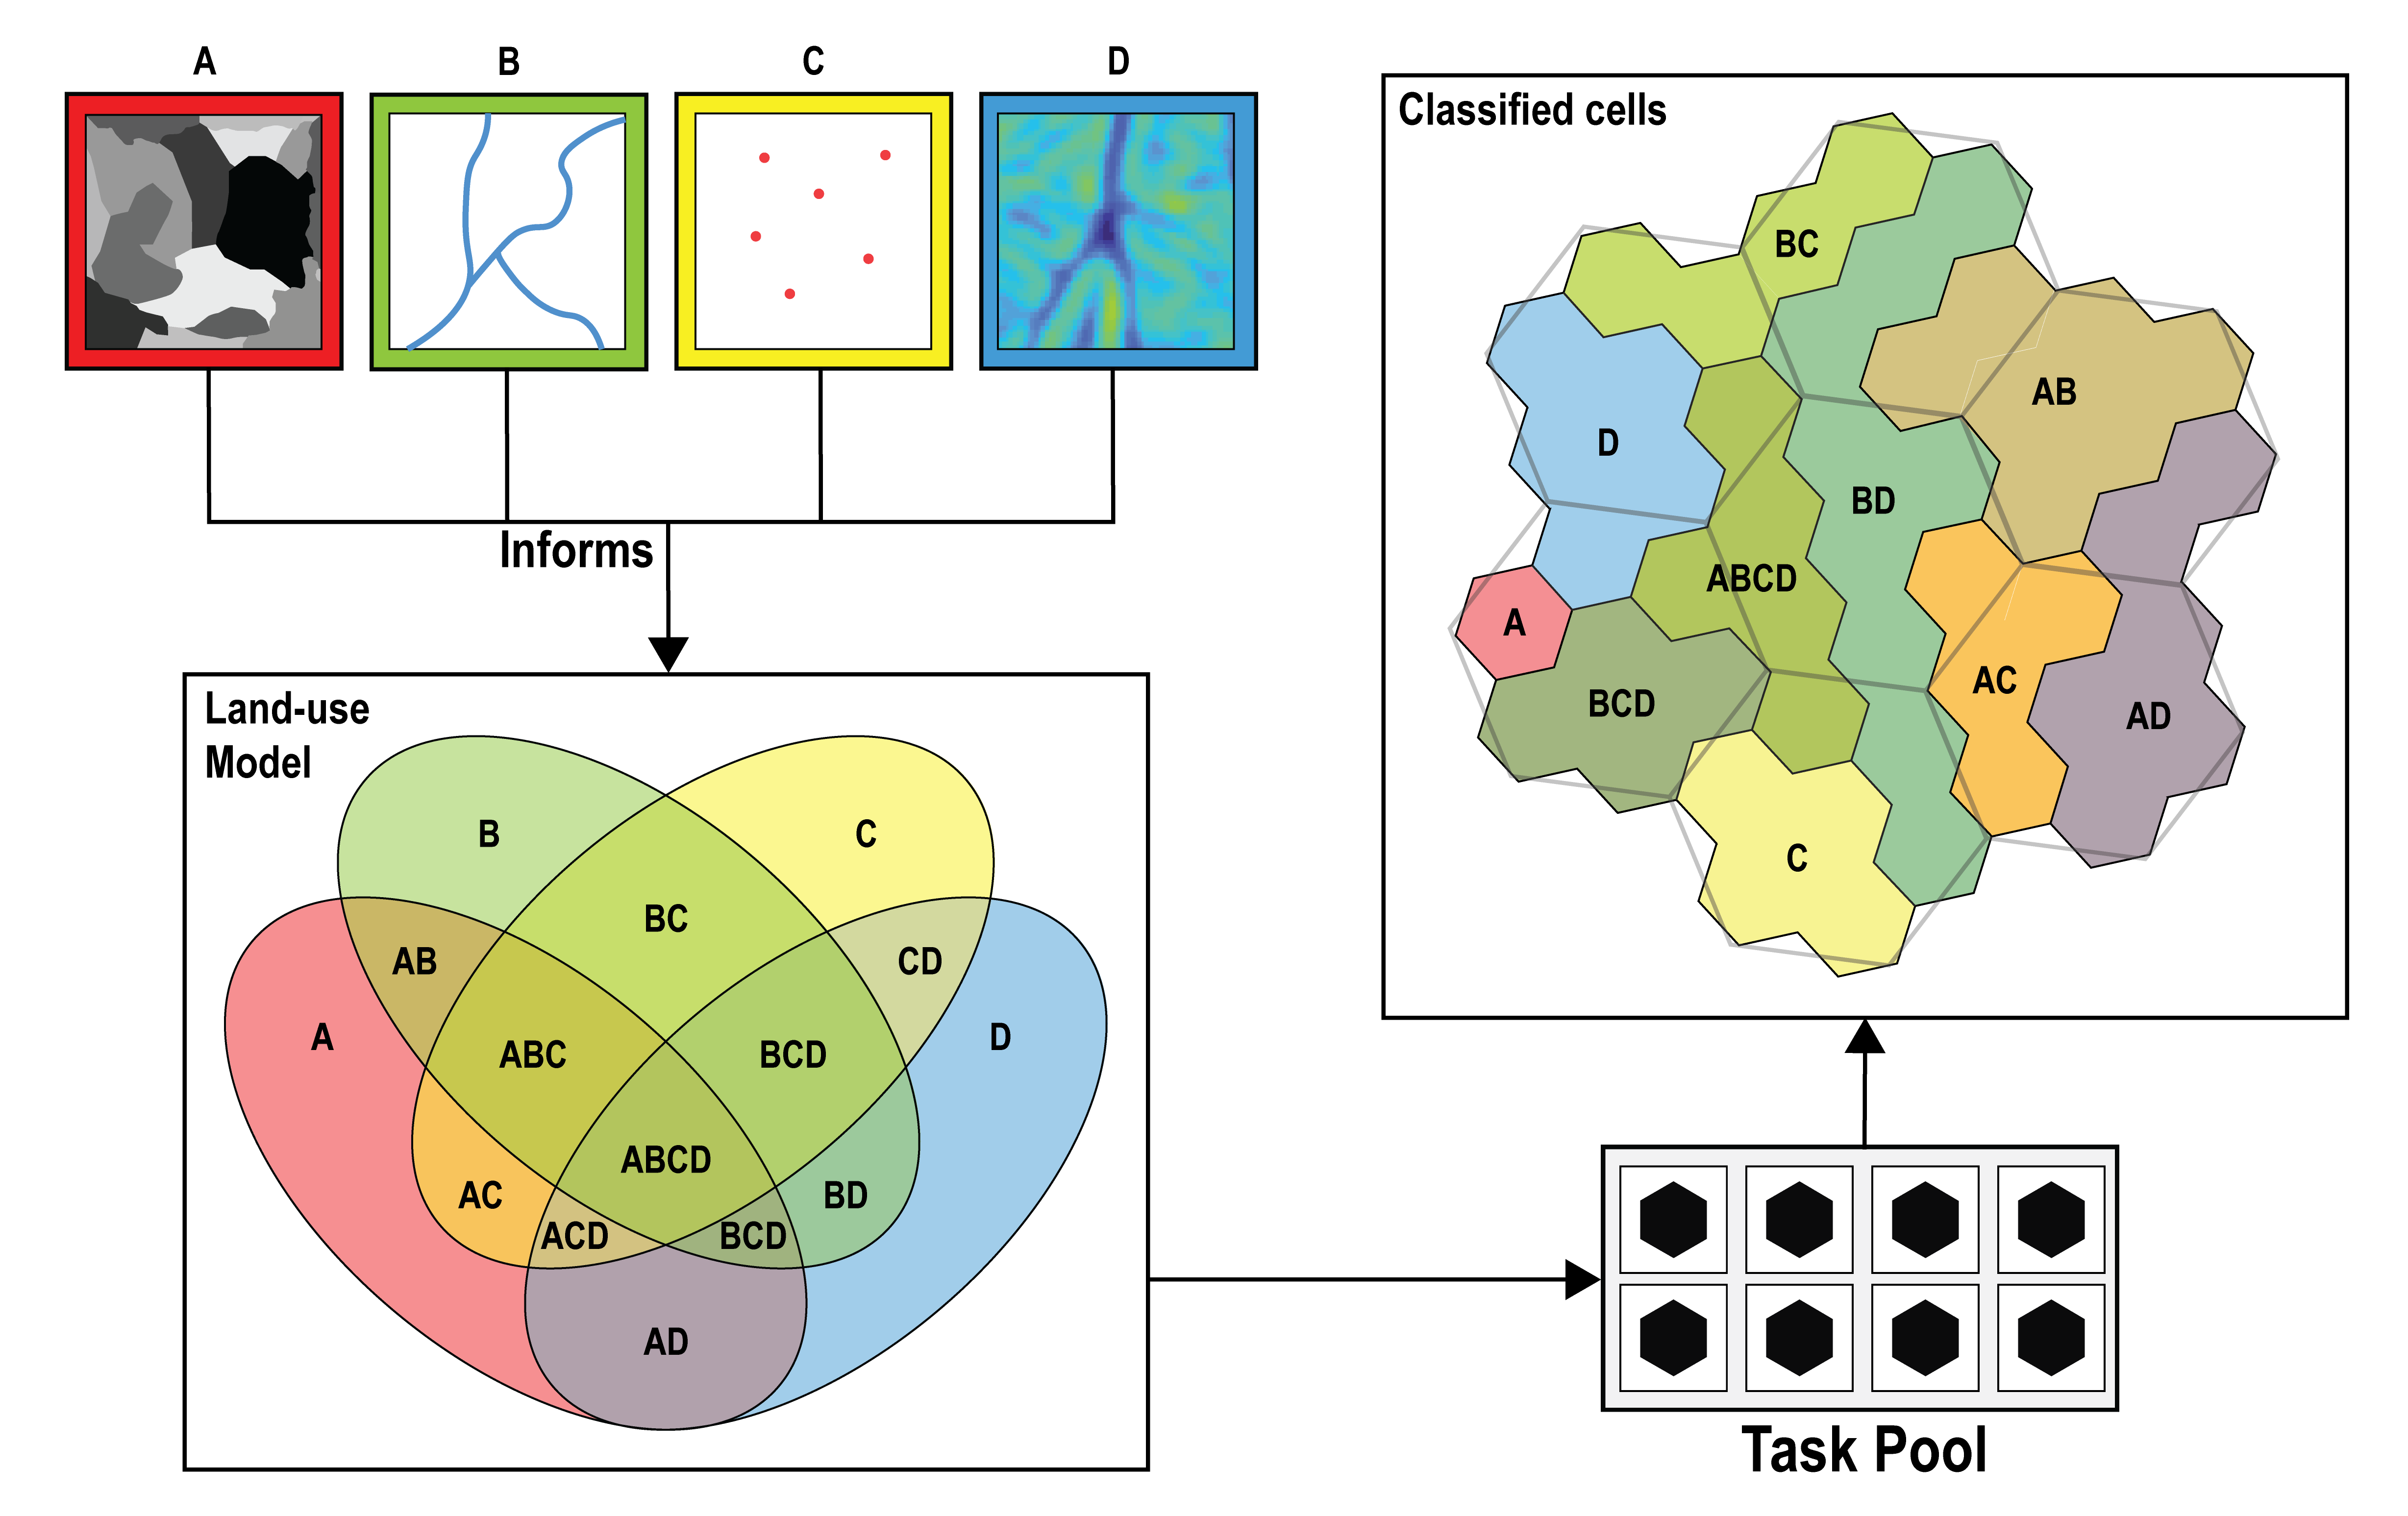 A
B
C
D
Informs
Land-use
Model
B
C
BC
AB
CD
A
ABC
BCD
D
ABCD
AC
BD
ACD
BCD
AD
Classified cells
BC
AB
D
BD
ABCD
A
AC
BCD
AD
C
Task Pool